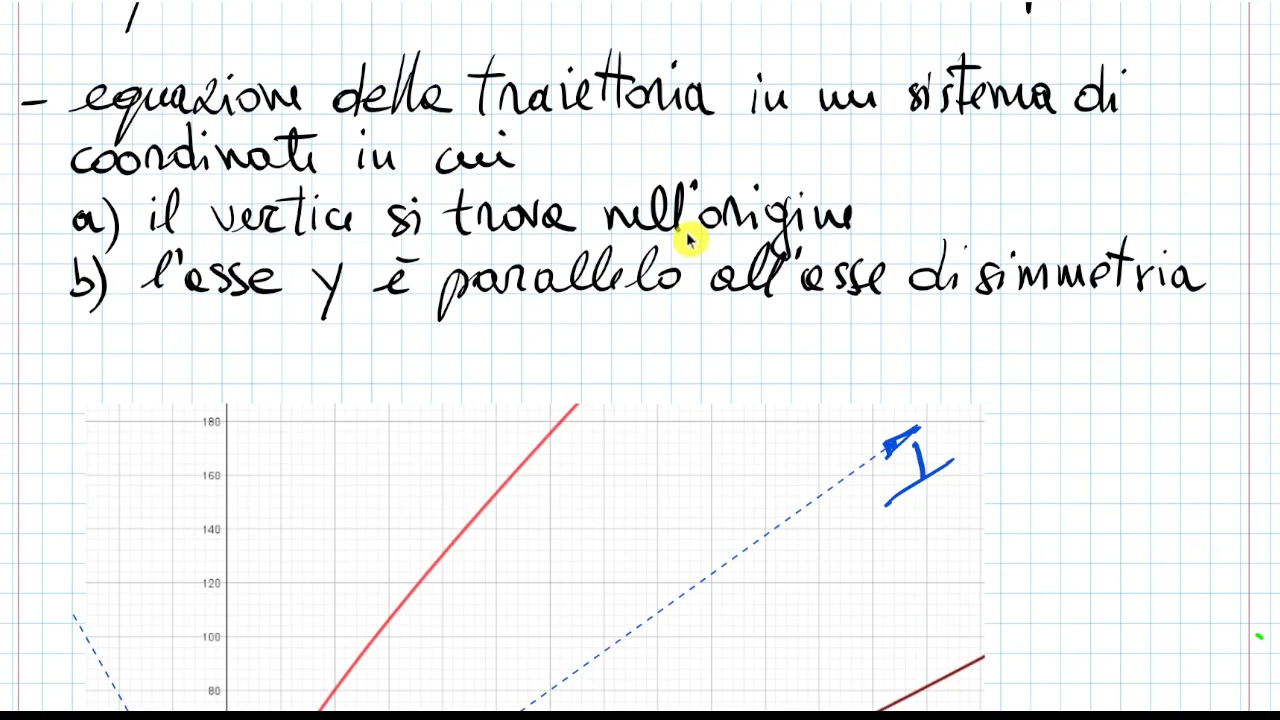 - equazione della traiettoria in un sistema di
coordinate in cui
a) il vertice si trova nell'origine
b) l'asse y è parallelo all'asse di simmetria
180
160
140
120
100
80